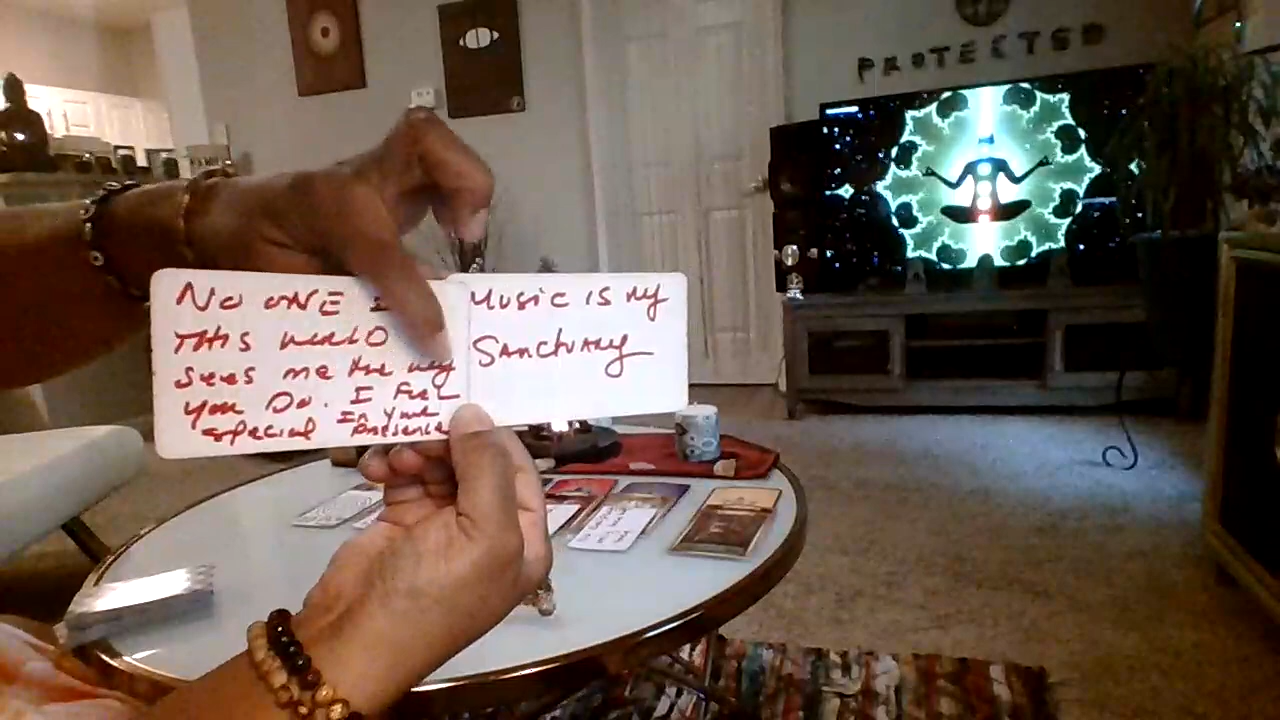 PROTECTED
NO ONE
THIS WORLD
Sees me the way
you Do. I Feel
special In your
Presence
Music is my
Sanctuary